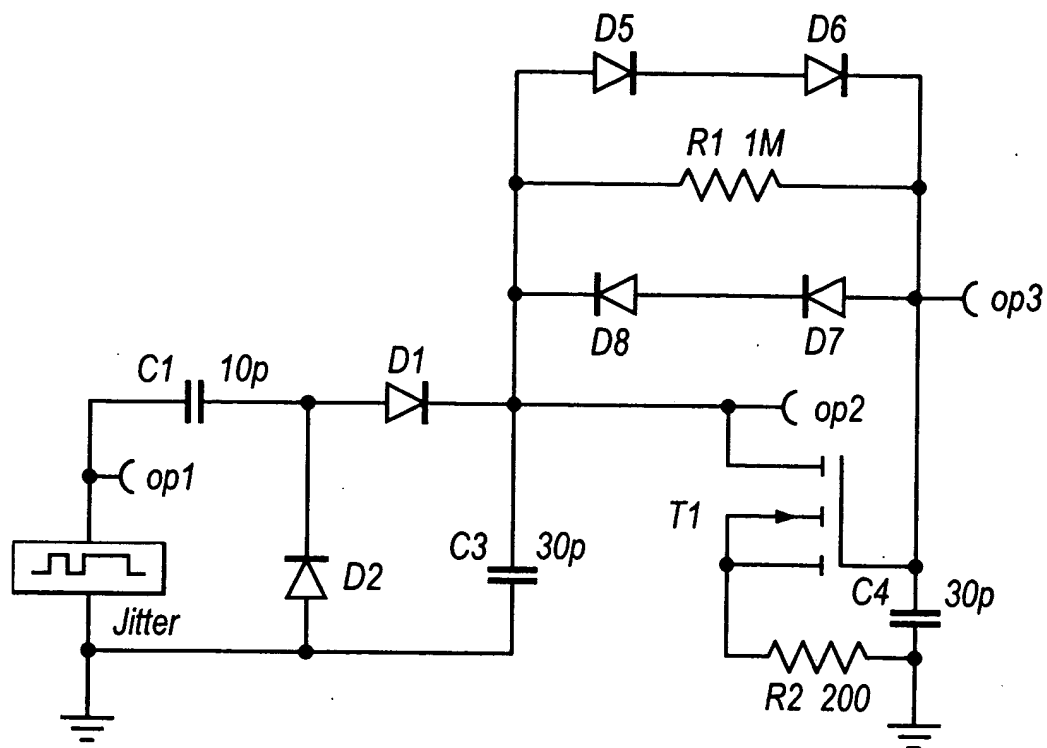 D5
D6
R1 1M
op3
D8
D7
C1 10p
D1
op2
op1
T1
C3 30p
D2
C4 30p
Jitter
R2 200